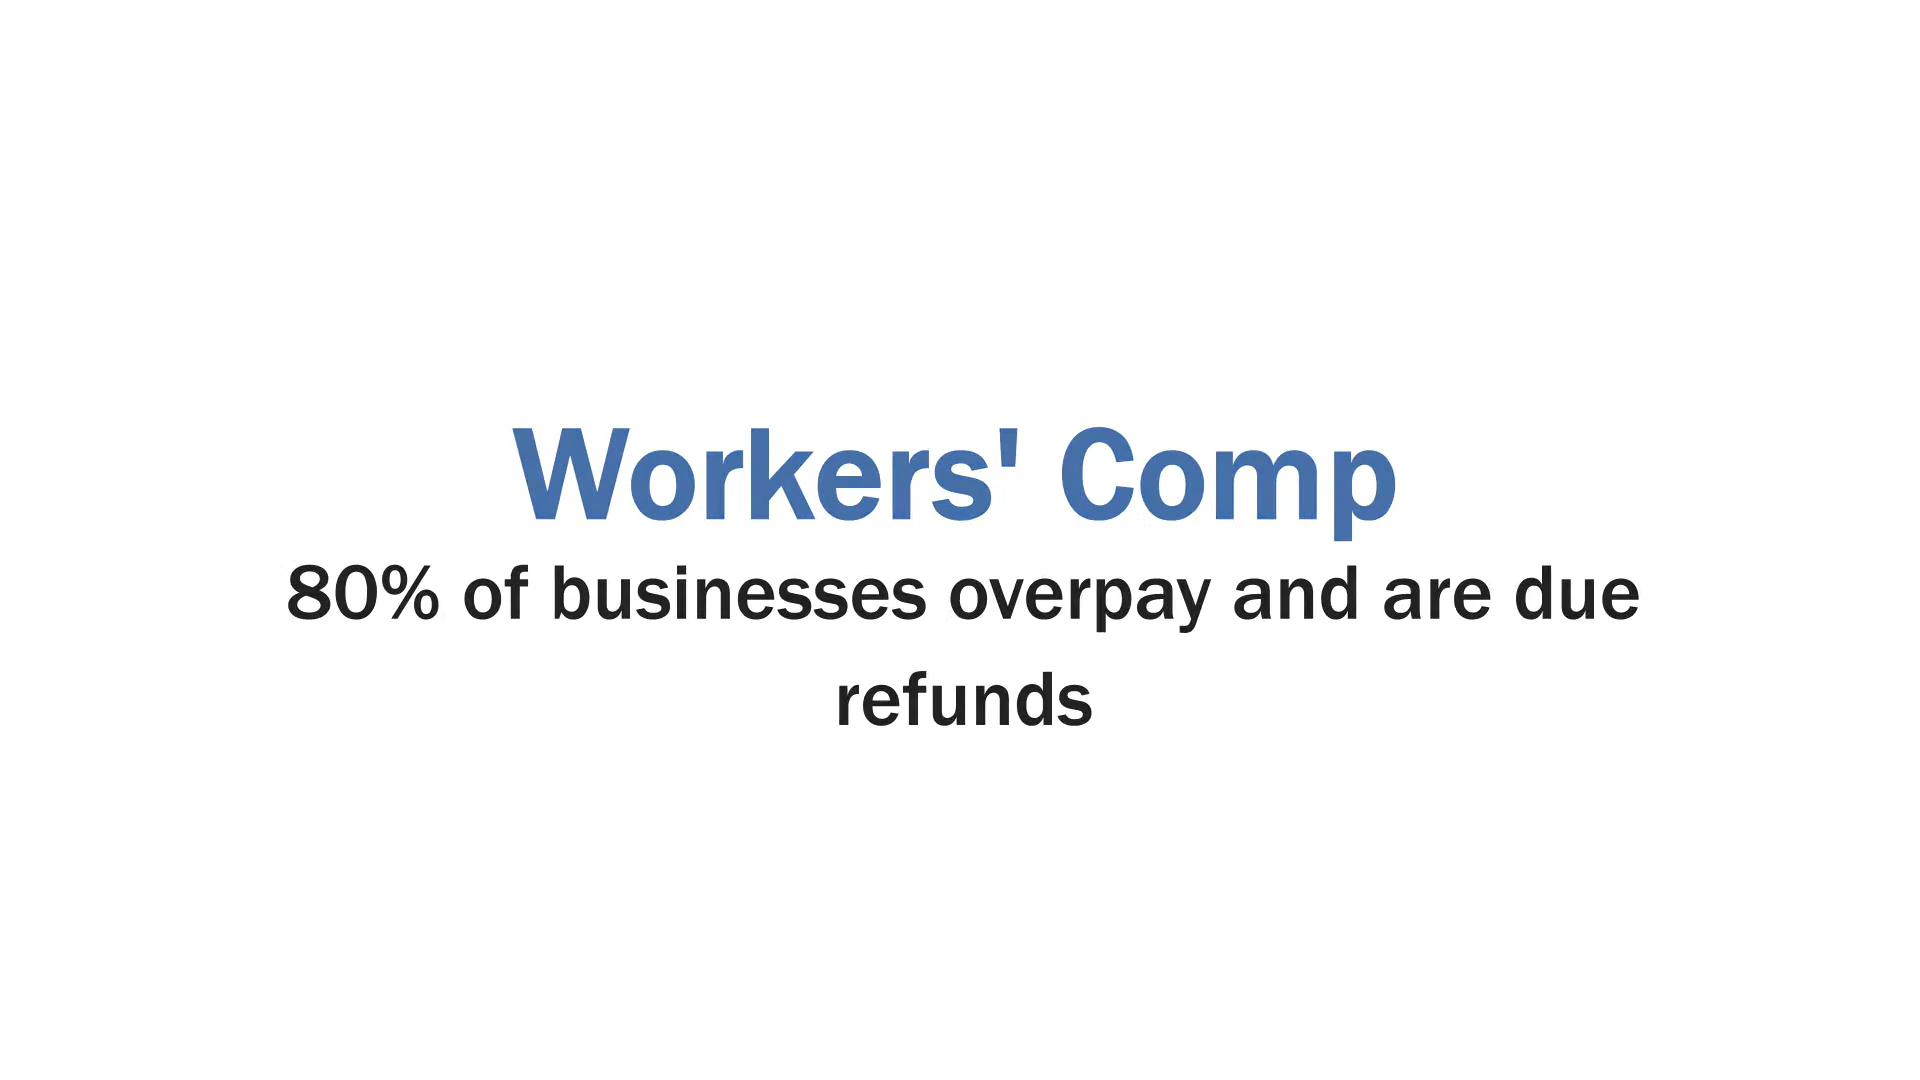 Workers' Comp
80% of businesses overpay and are due
refunds